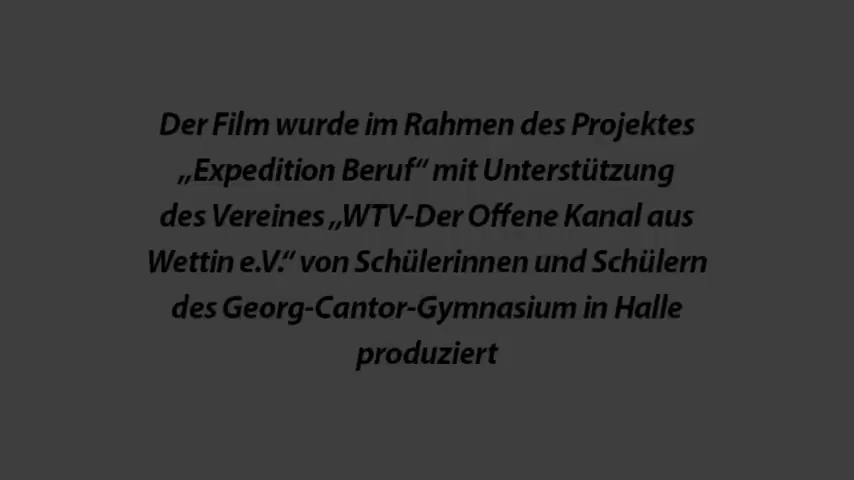 Der Film wurde im Rahmen des Projektes
„Expedition Beruf“ mit Unterstützung
des Vereines „WTV-Der Offene Kanal aus
Wettin e.V.“ von Schülerinnen und Schülern
des Georg-Cantor-Gymnasium in Halle
produziert